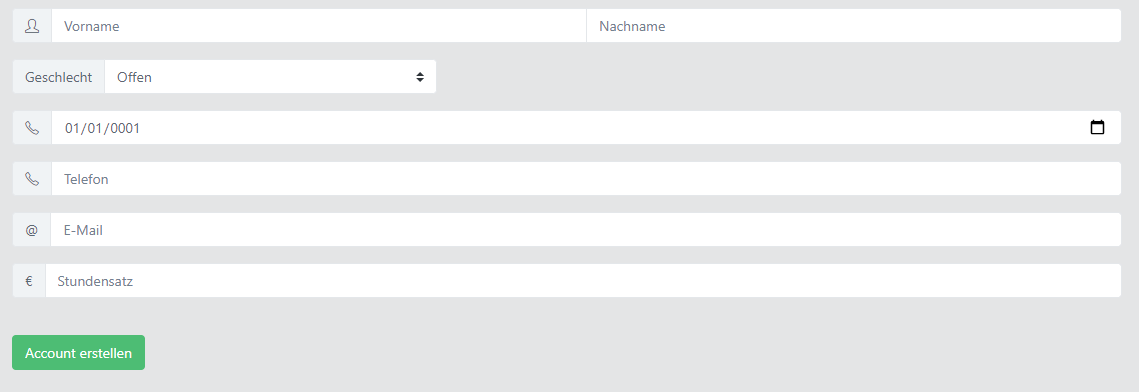 Vorname Nachname
Geschlecht Offen
01/01/0001
Telefon
@ E-Mail
€ Stundensatz
Account erstellen